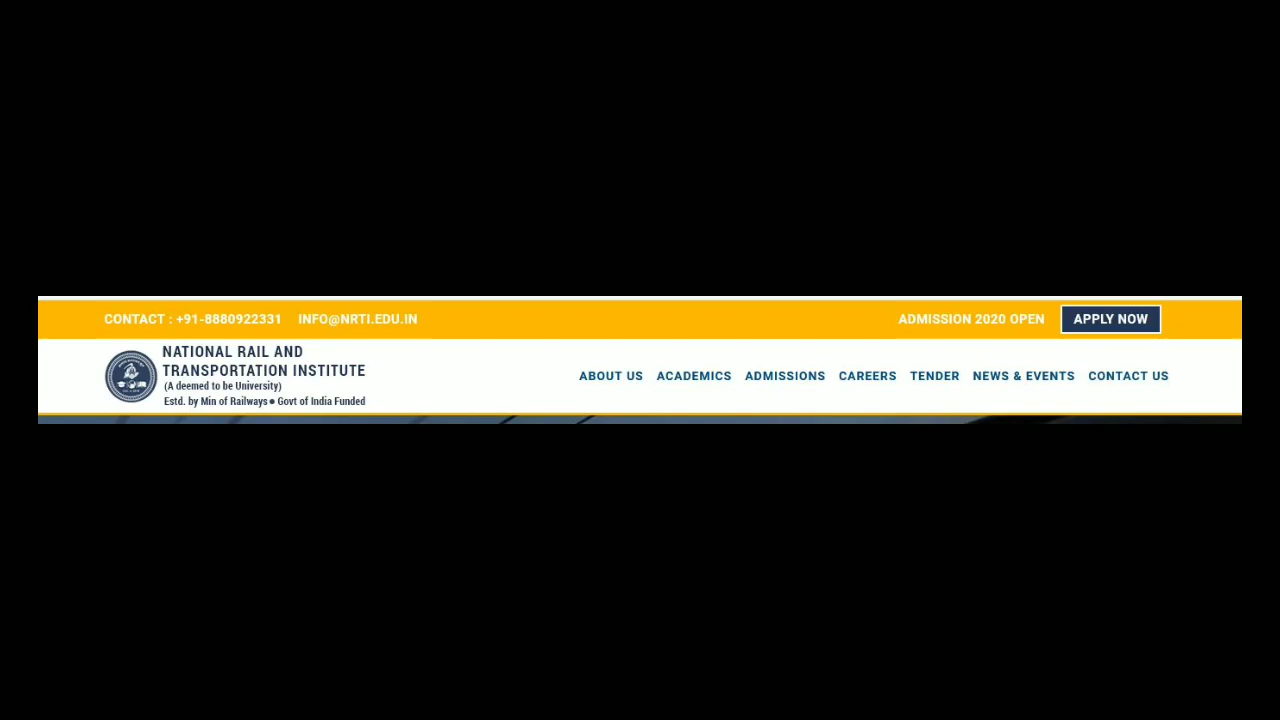 CONTACT : +91-8880922331 INFO@NRTI.EDU.IN ADMISSION 2020 OPEN APPLY NOW
NATIONAL RAIL AND
TRANSPORTATION INSTITUTE
(A deemed to be University)
Estd. by Min of Railways ● Govt of India Funded
ABOUT US ACADEMICS ADMISSIONS CAREERS TENDER NEWS & EVENTS CONTACT US